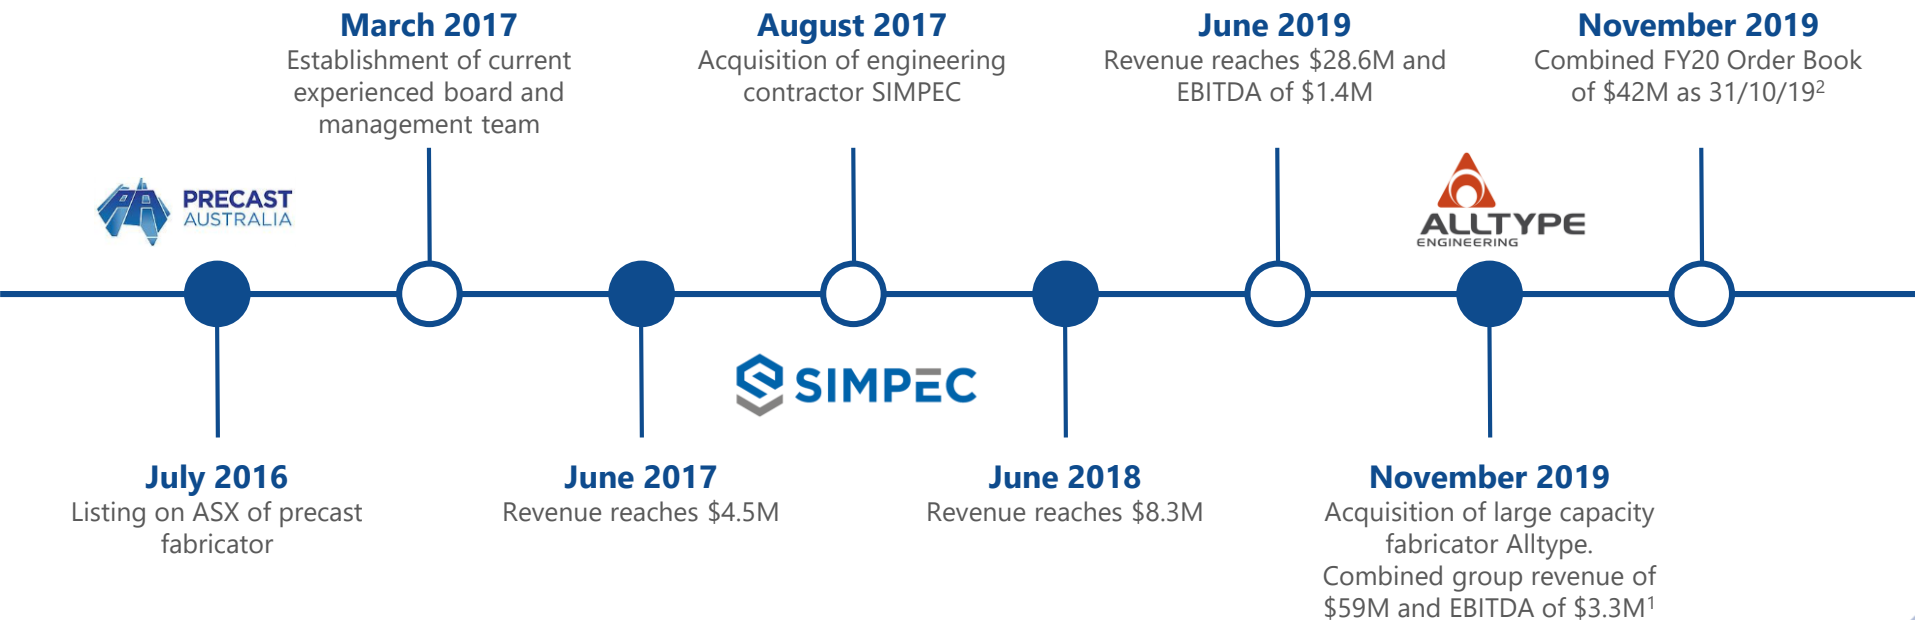 March 2017
Establishment of current
experienced board and
management team
August 2017
Acquisition of engineering
contractor SIMPEC
June 2019
Revenue reaches $28.6M and
EBITDA of $1.4M
November 2019
Combined FY20 Order Book
of $42M as 31/10/19²
PRECAST
AUSTRALIA
ALLTYPE
ENGINEERING
SIMPEC
July 2016
Listing on ASX of precast
fabricator
June 2017
Revenue reaches $4.5M
June 2018
Revenue reaches $8.3M
November 2019
Acquisition of large capacity
fabricator Alltype.
Combined group revenue of
$59M and EBITDA of $3.3M¹